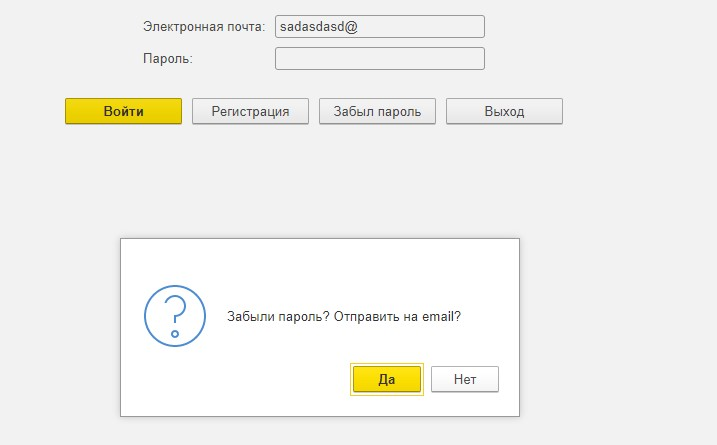 Электронная почта: sadasdasd@
Пароль:
Войти Регистрация Забыл пароль Выход
Забыли пароль? Отправить на email?
Да Нет